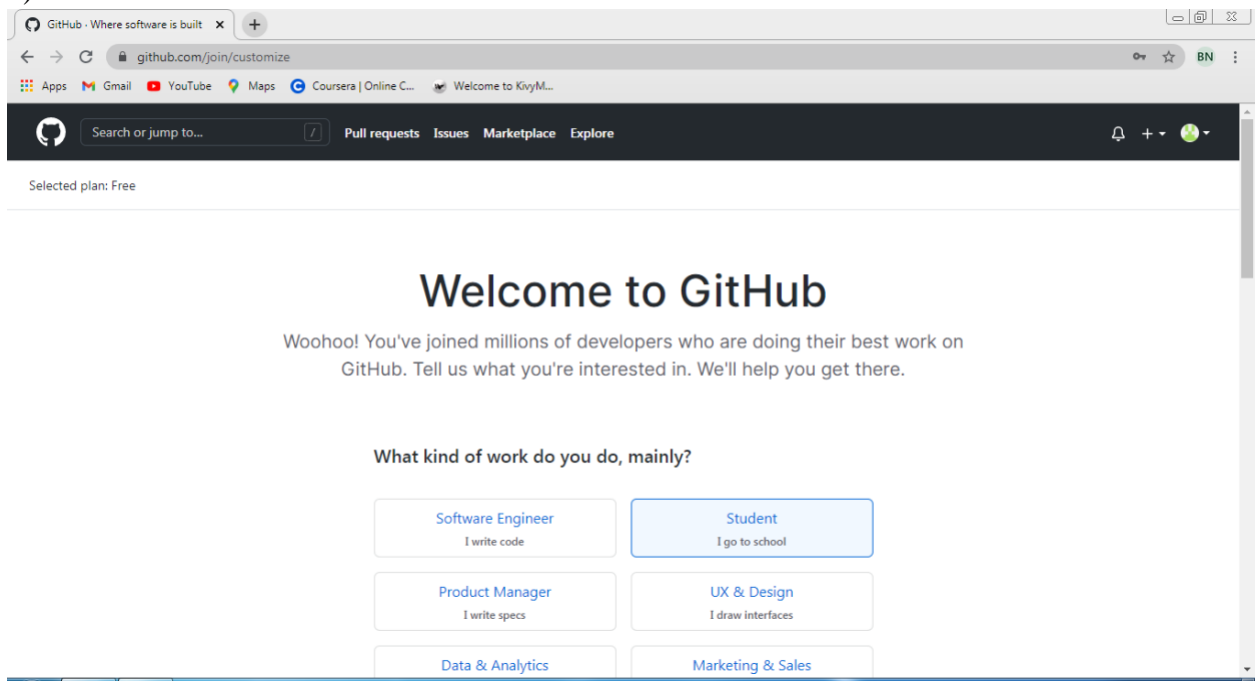 )
GitHub · Where software is built
github.com/join/customize
BN
Apps Gmail YouTube Maps Coursera | Online C... Welcome to KivyM...
Search or jump to... / Pull requests Issues Marketplace Explore
Selected plan: Free
Welcome to GitHub
Woohoo! You've joined millions of developers who are doing their best work on
GitHub. Tell us what you're interested in. We'll help you get there.
What kind of work do you do, mainly?
Software Engineer Student
I write code I go to school
Product Manager UX & Design
I write specs I draw interfaces
Data & Analytics Marketing & Sales